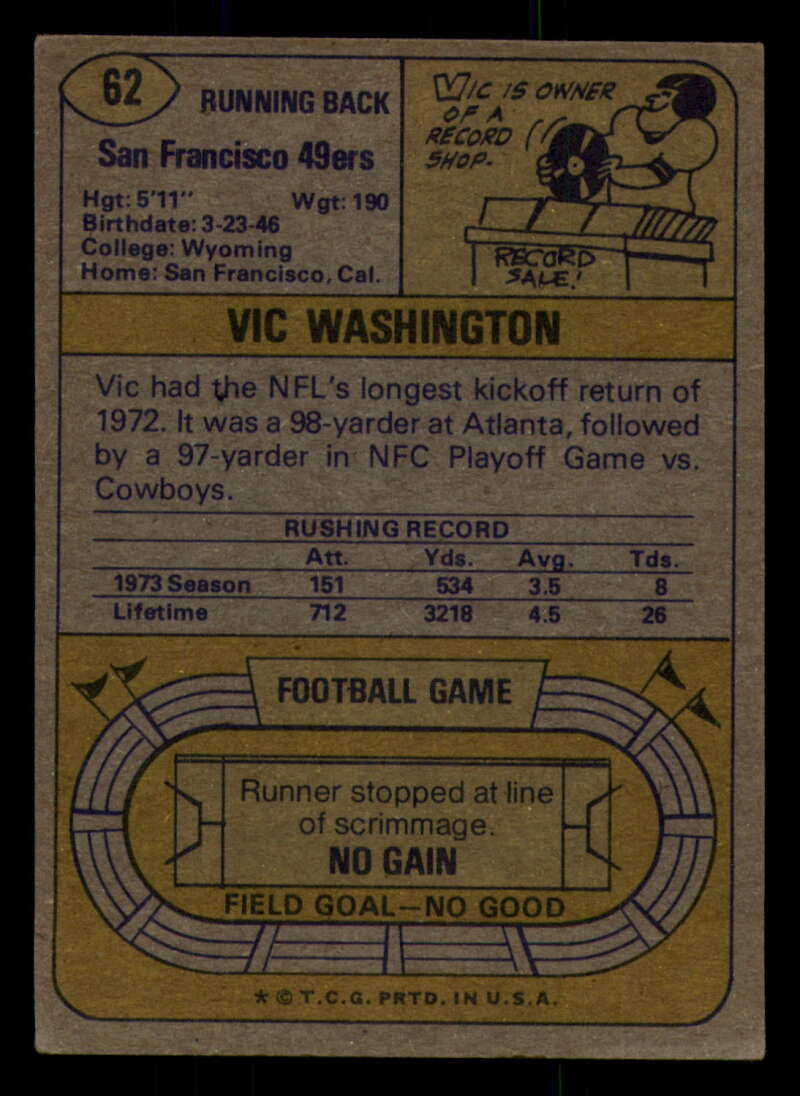 62
RUNNING BACK
San Francisco 49ers
Hgt: 5'11" Wgt: 190
Birthdate: 3-23-46
College: Wyoming
Home: San Francisco, Cal.
VIC IS OWNER
OF A
RECORD
SHOP.
RECORD
SALE!
VIC WASHINGTON
Vic had the NFL's longest kickoff return of
1972. It was a 98-yarder at Atlanta, followed
by a 97-yarder in NFC Playoff Game vs.
Cowboys.
RUSHING RECORD
Att. Yds. Avg. Tds.
1973 Season 151 534 3.5 8
Lifetime 712 3218 4.5 26
FOOTBALL GAME
Runner stopped at line
of scrimmage.
NO GAIN
FIELD GOAL—NO GOOD
* © T.C.G. PRTD. IN U.S.A.